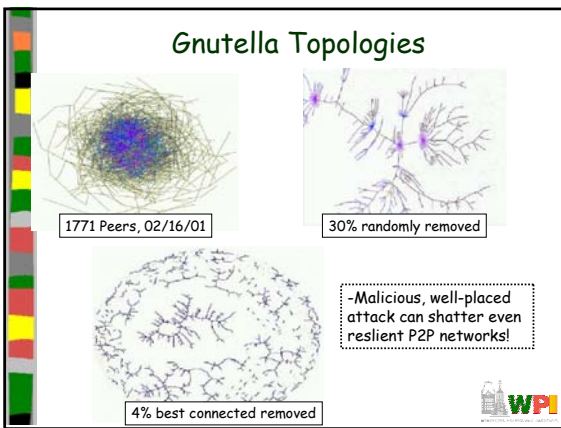 Gnutella Topologies
1771 Peers, 02/16/01
30% randomly removed
-Malicious, well-placed
attack can shatter even
reslient P2P networks!
4% best connected removed
WPI